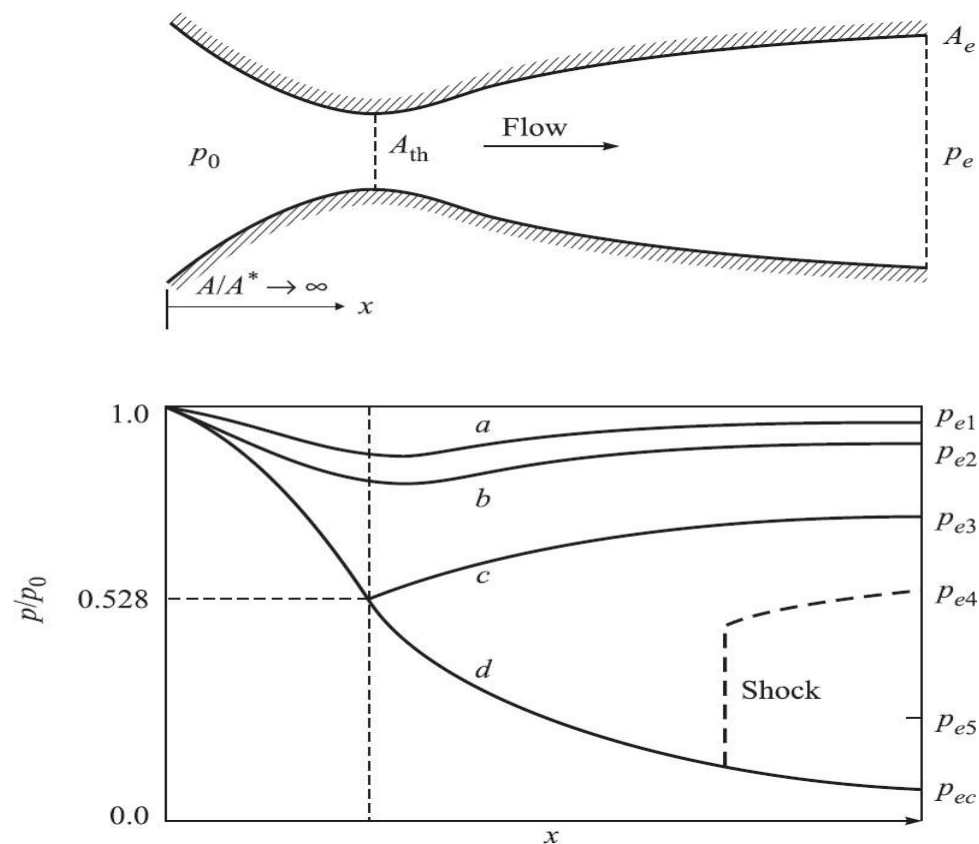 A_e
p_0
A_th
Flow
p_e
A/A* → ∞
x
1.0
a
p_e1
p_e2
b
p_e3
c
p/p_0
0.528
p_e4
d
Shock
p_e5
p_ec
0.0
x